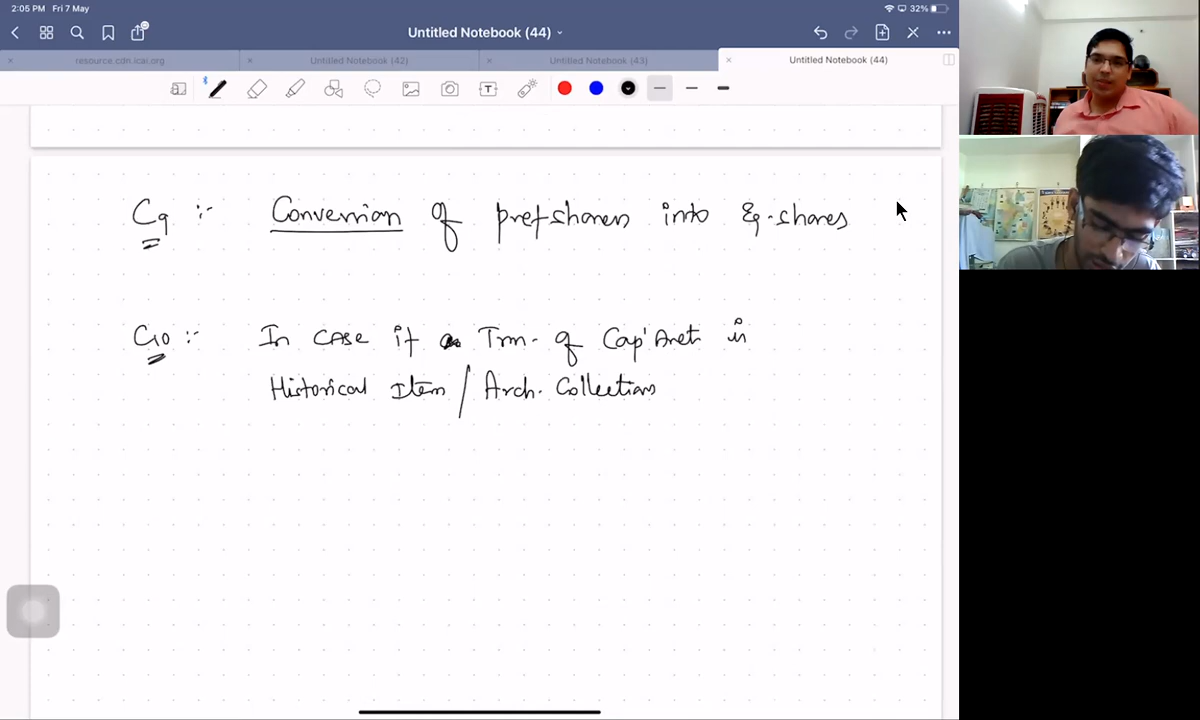 2:05 PM Fri 7 May
32%
Untitled Notebook (44)
resource.cdn.icai.org
Untitled Notebook (42)
Untitled Notebook (43)
Untitled Notebook (44)
C9 :- Conversion of pref shares into Eq. shares
C10 :- In CASE if a Trn. of Cap' Asset is
Historical Item / Arch. Collections